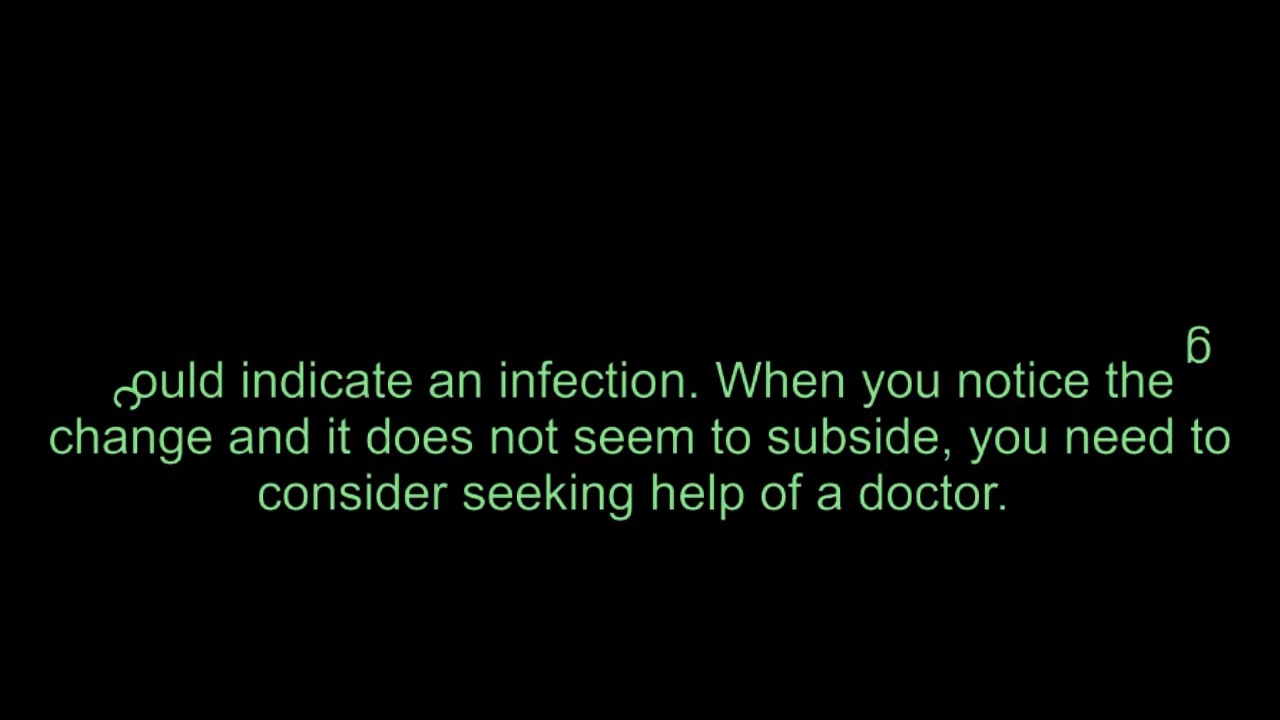 could indicate an infection. When you notice the
change and it does not seem to subside, you need to
consider seeking help of a doctor.